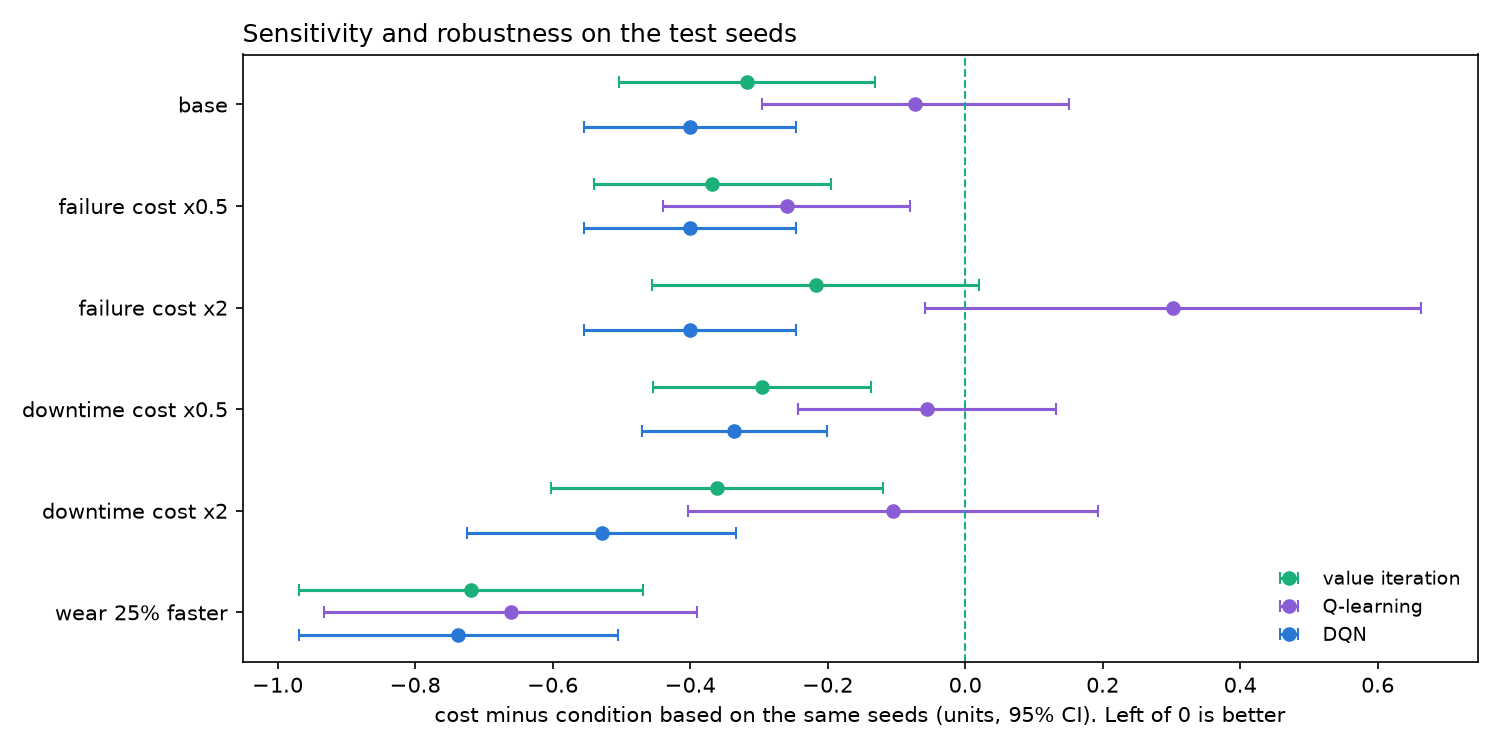 Sensitivity and robustness on the test seeds
base
failure cost x0.5
failure cost x2
downtime cost x0.5
downtime cost x2
wear 25% faster
value iteration
Q-learning
DQN
−1.0 −0.8 −0.6 −0.4 −0.2 0.0 0.2 0.4 0.6
cost minus condition based on the same seeds (units, 95% CI). Left of 0 is better